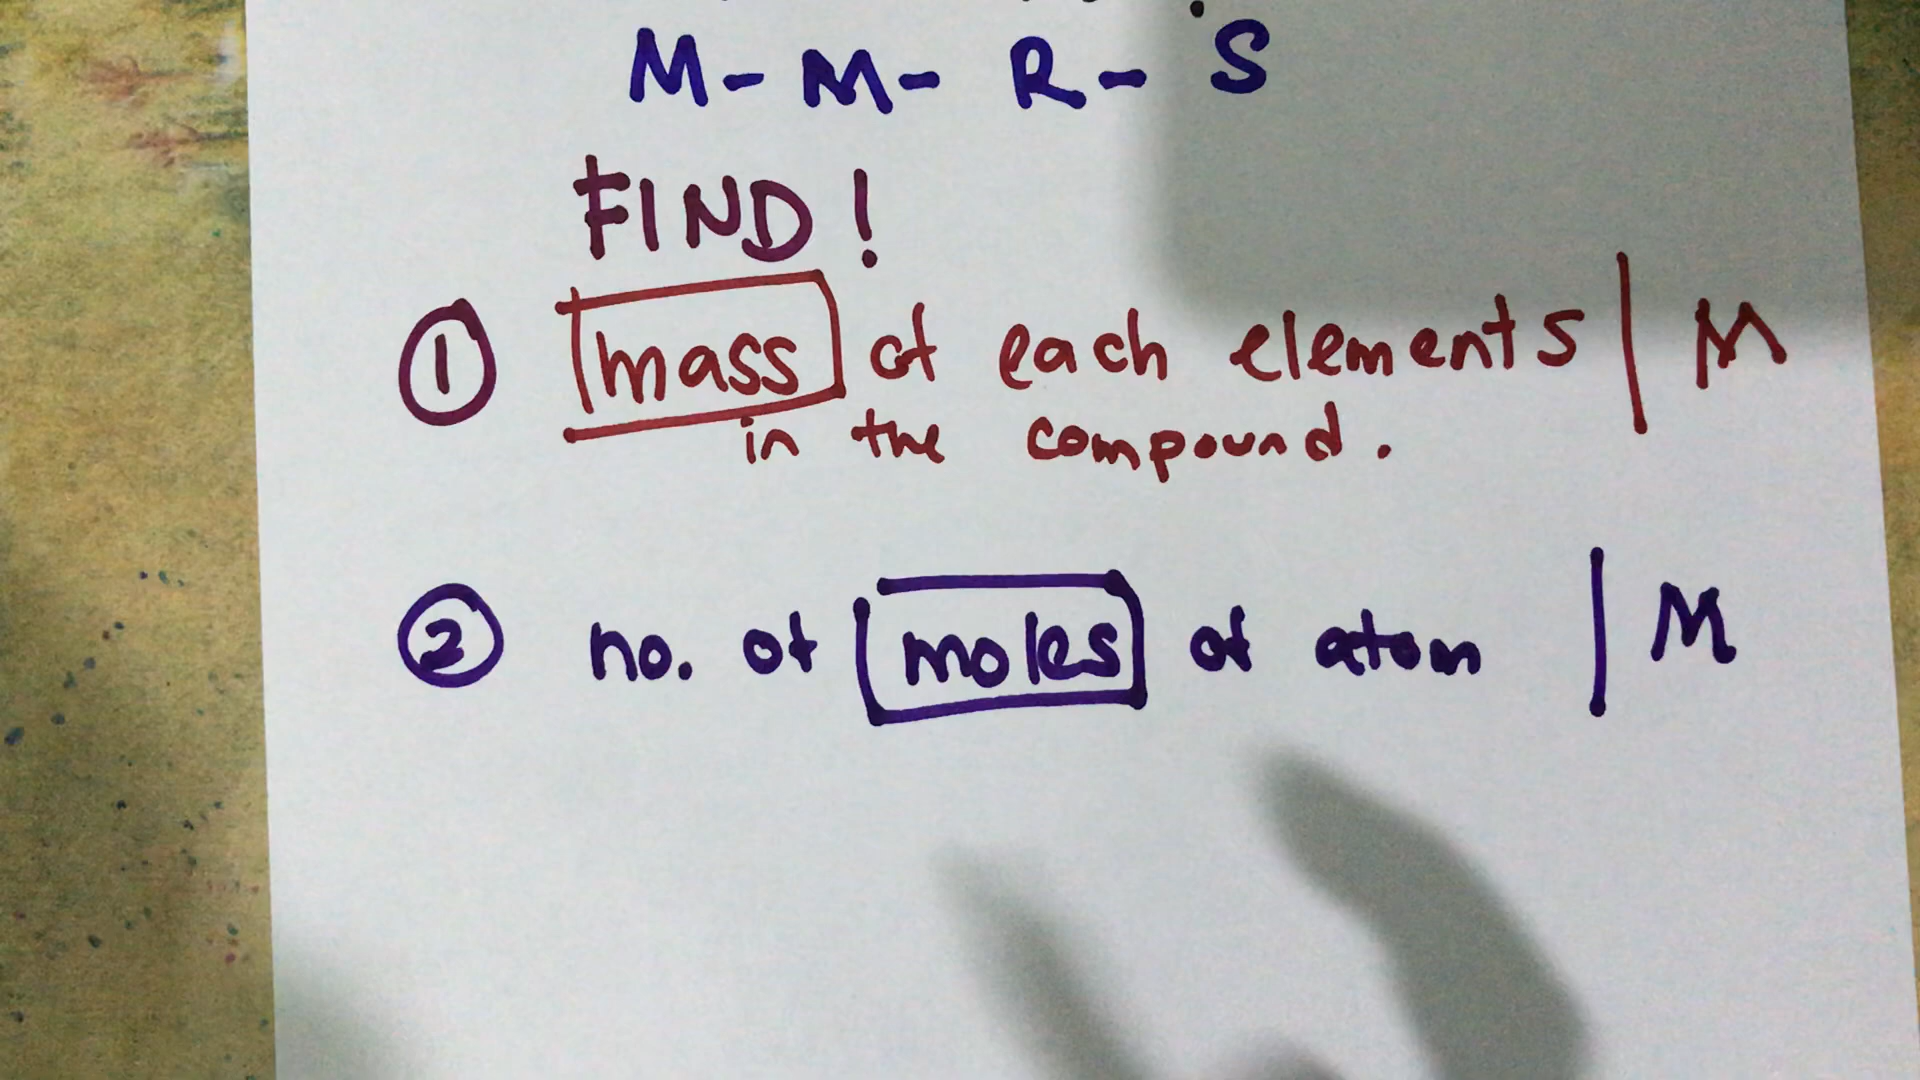 M - M - R - S
FIND!
① mass of each elements | M
in the compound.
② no. of moles of atom | M